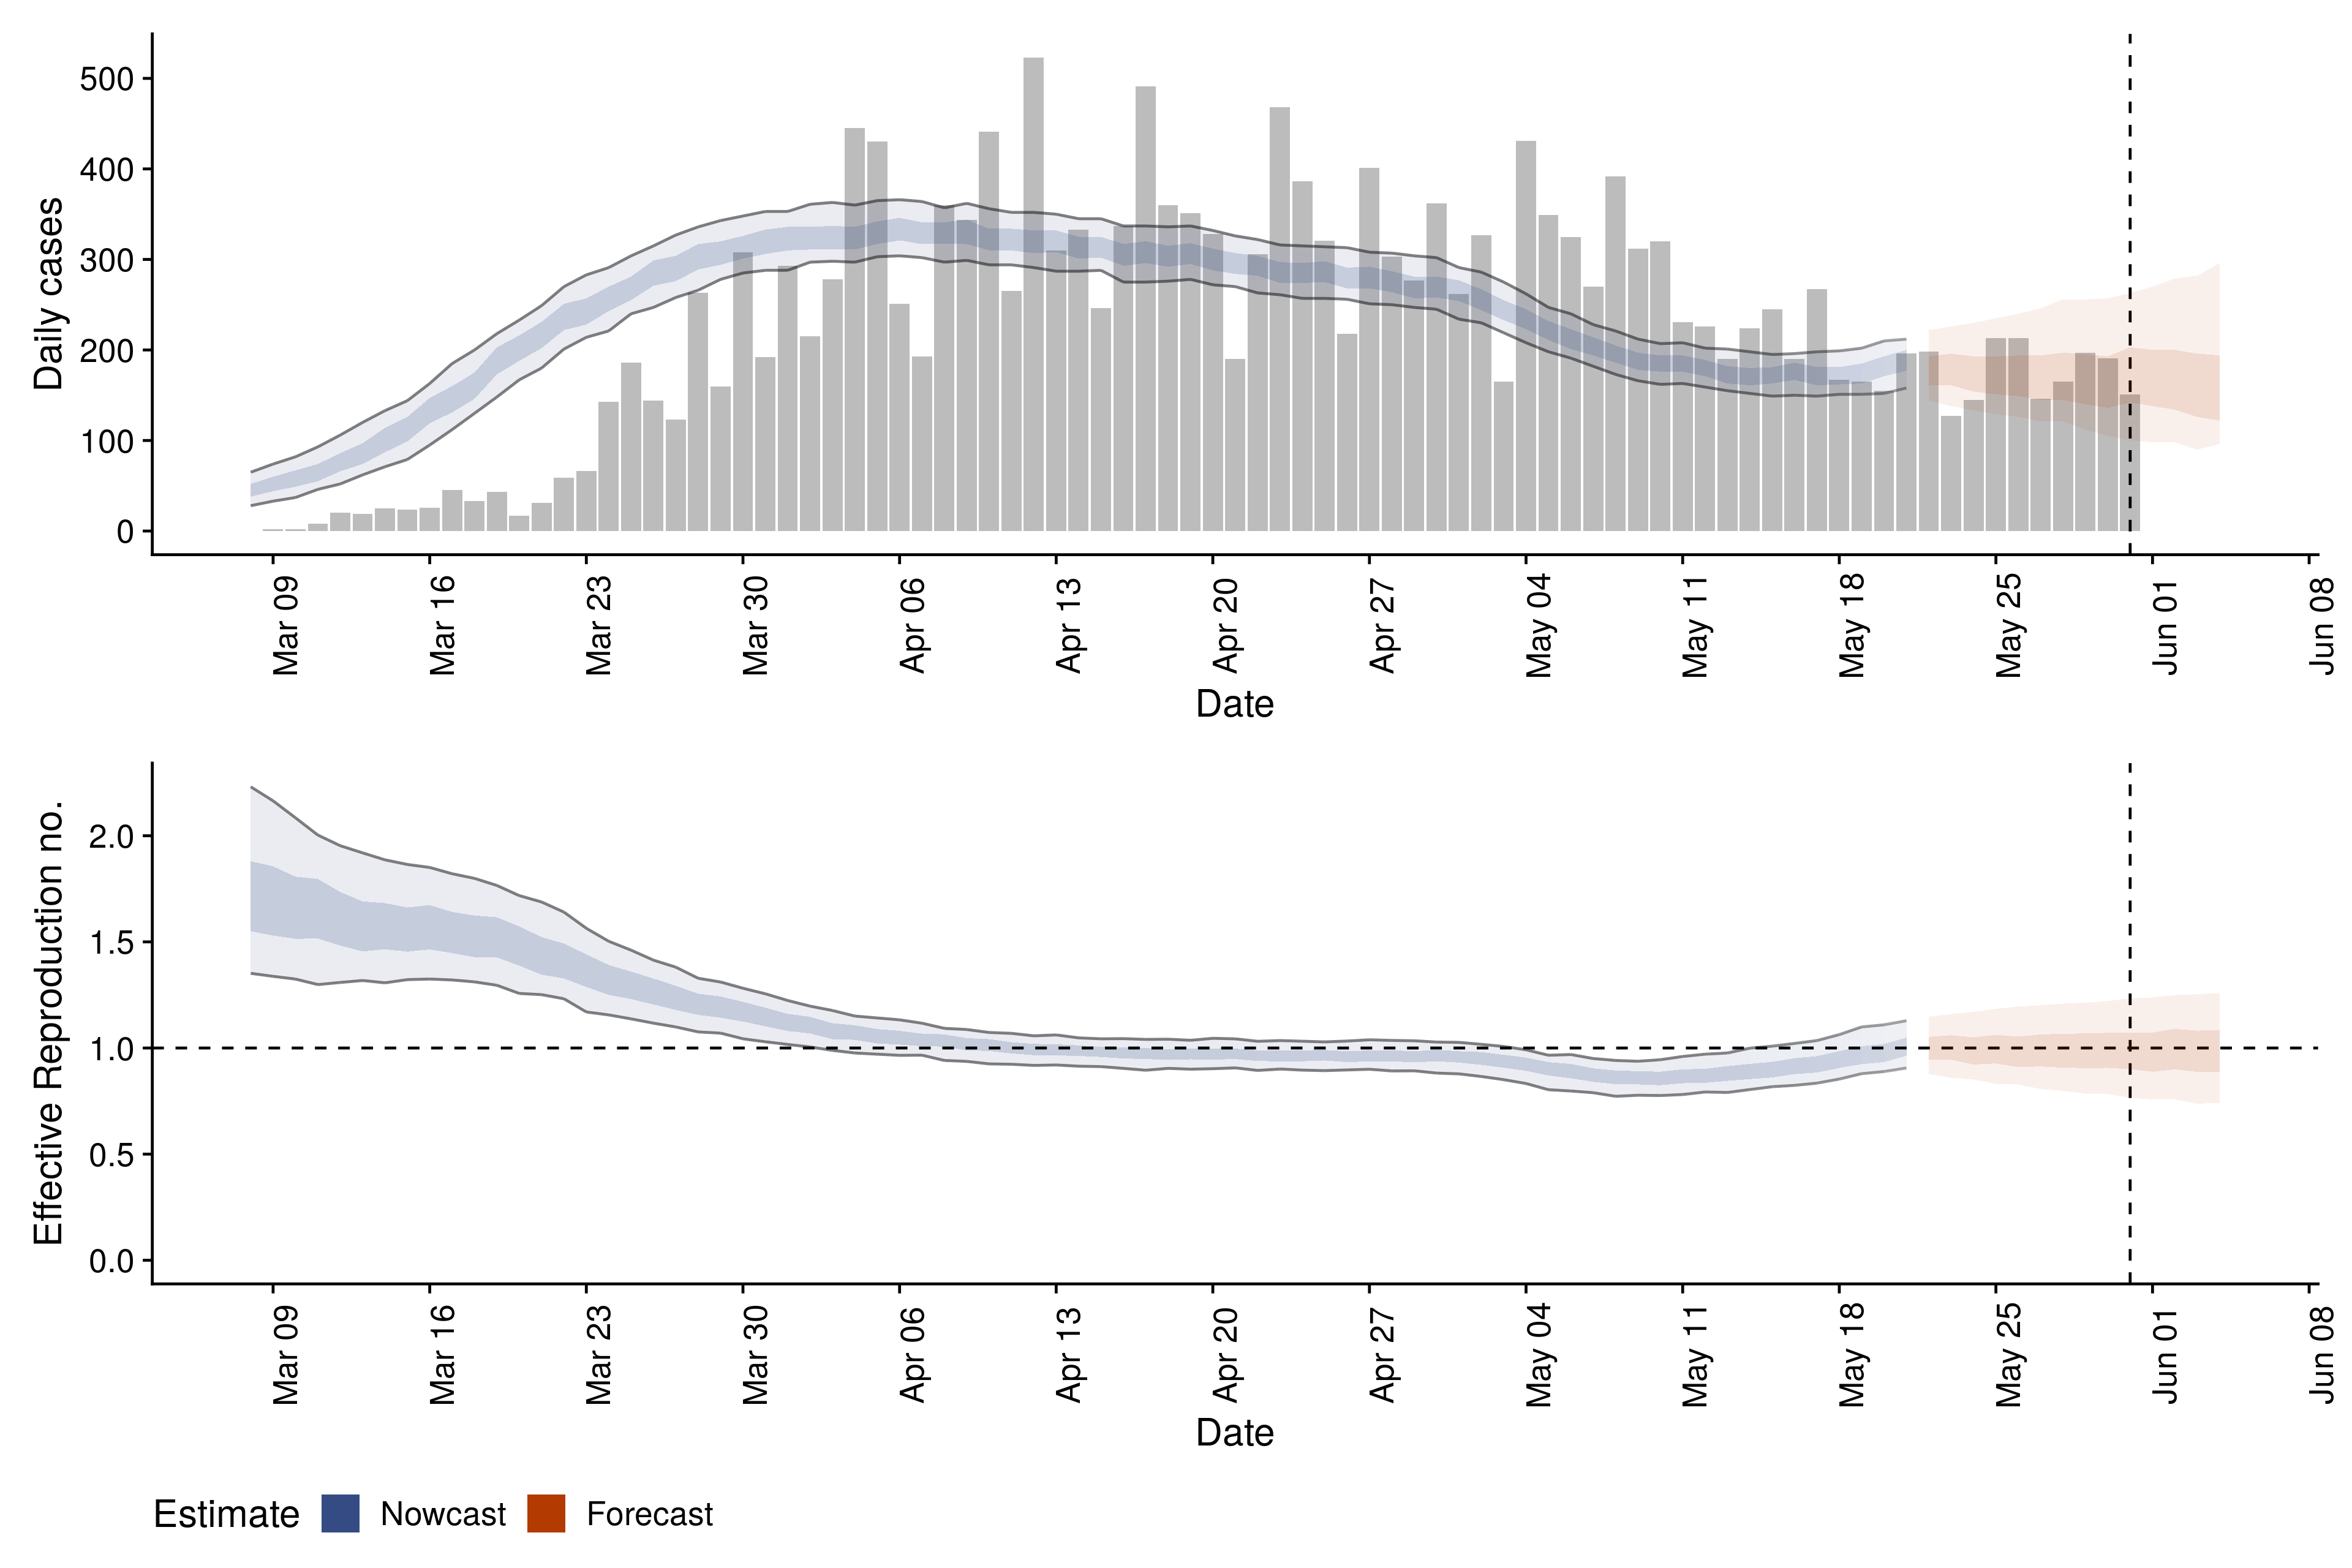 Daily cases
500
400
300
200
100
0
Mar 09
Mar 16
Mar 23
Mar 30
Apr 06
Apr 13
Apr 20
Apr 27
May 04
May 11
May 18
May 25
Jun 01
Jun 08
Date
Effective Reproduction no.
2.0
1.5
1.0
0.5
0.0
Mar 09
Mar 16
Mar 23
Mar 30
Apr 06
Apr 13
Apr 20
Apr 27
May 04
May 11
May 18
May 25
Jun 01
Jun 08
Date
Estimate Nowcast Forecast